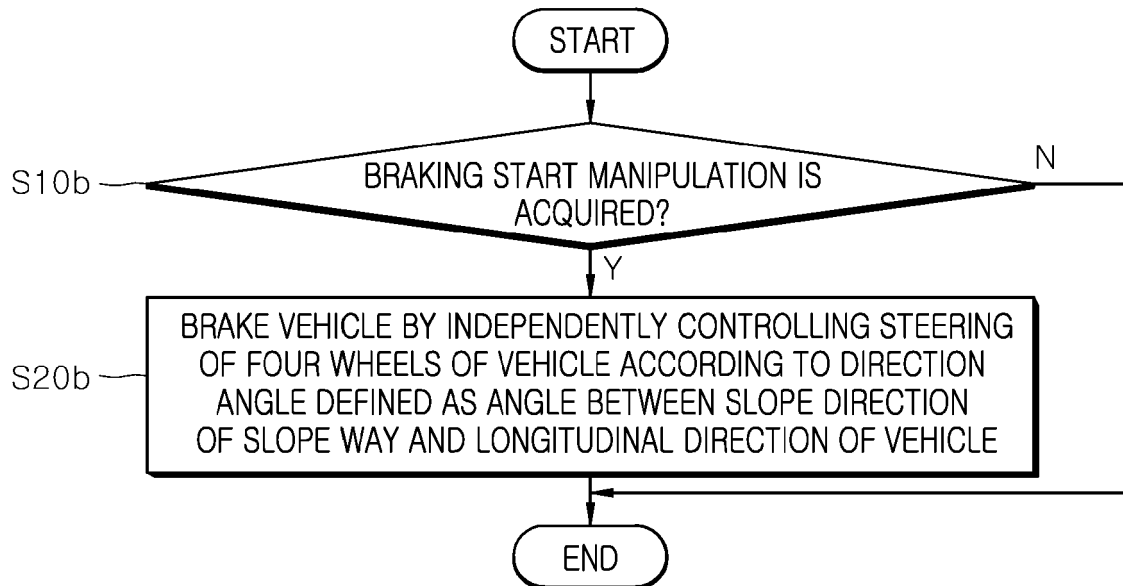 START
S10b
BRAKING START MANIPULATION IS
ACQUIRED?
N
Y
S20b
BRAKE VEHICLE BY INDEPENDENTLY CONTROLLING STEERING
OF FOUR WHEELS OF VEHICLE ACCORDING TO DIRECTION
ANGLE DEFINED AS ANGLE BETWEEN SLOPE DIRECTION
OF SLOPE WAY AND LONGITUDINAL DIRECTION OF VEHICLE
END